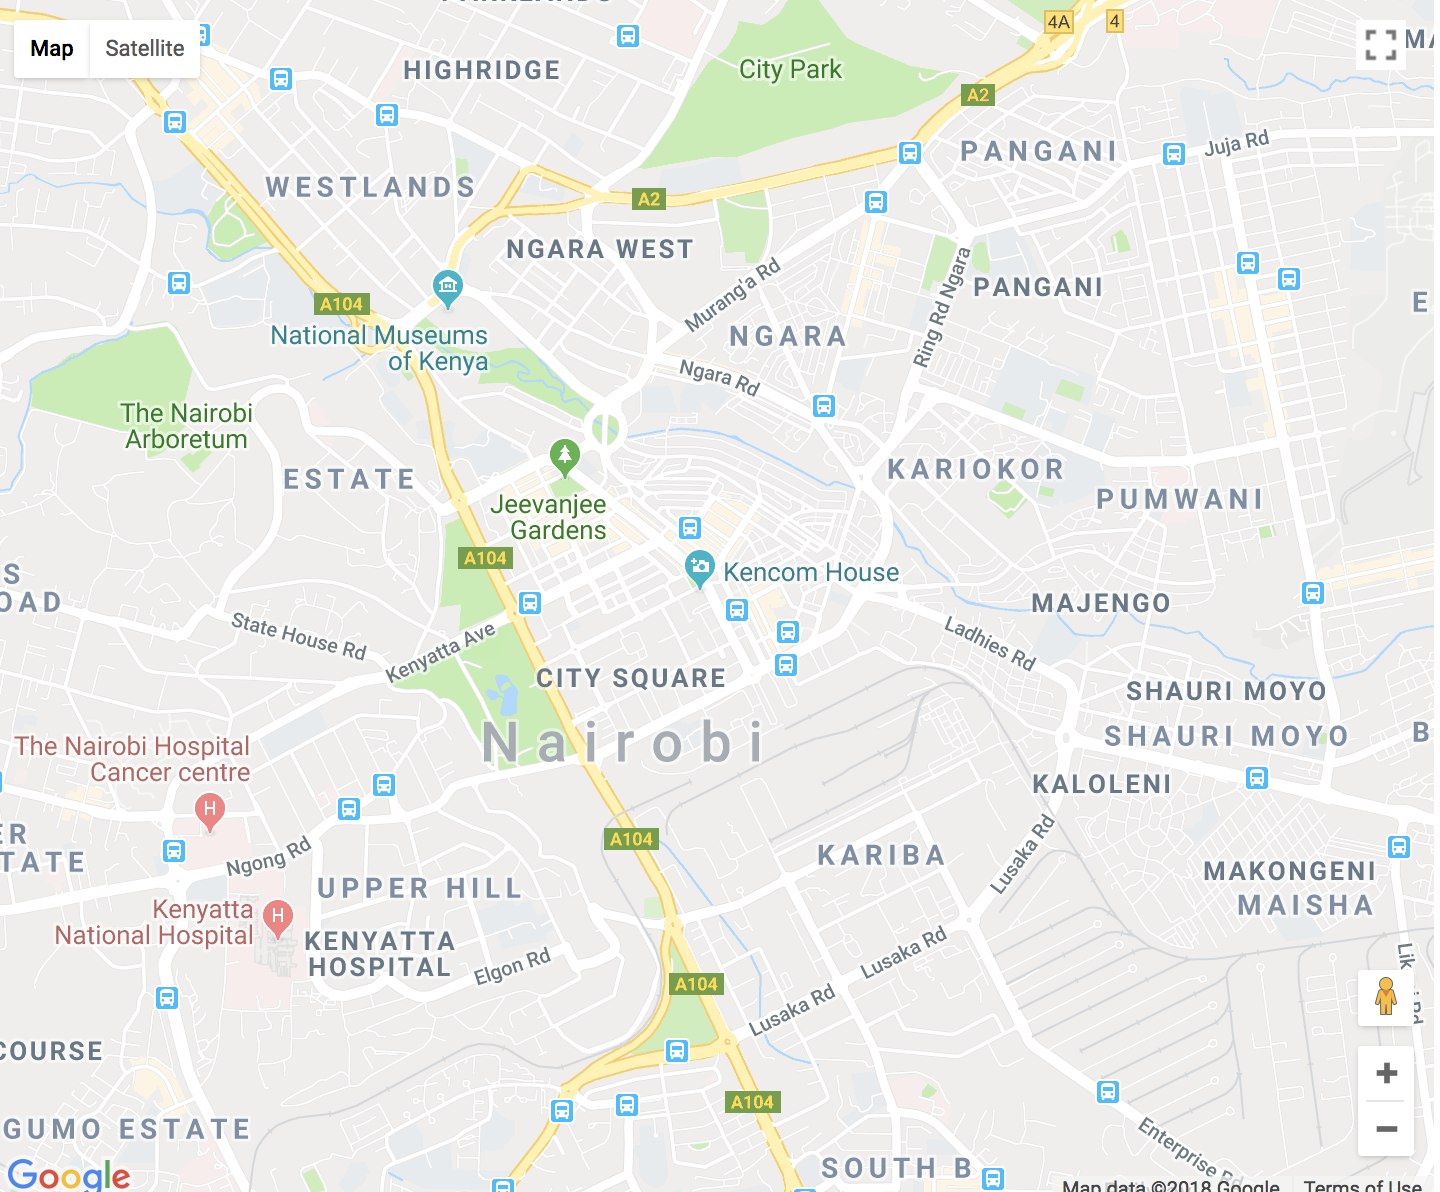 4A
4
Map
Satellite
HIGHRIDGE
City Park
A2
PANGANI
Juja Rd
WESTLANDS
A2
NGARA WEST
Murang'a Rd
Ring Rd Ngara
PANGANI
A104
National Museums
of Kenya
NGARA
Ngara Rd
The Nairobi
Arboretum
ESTATE
KARIOKOR
PUMWANI
Jeevanjee
Gardens
A104
Kencom House
S
OAD
MAJENGO
State House Rd
Kenyatta Ave
Ladhies Rd
CITY SQUARE
SHAURI MOYO
SHAURI MOYO
Nairobi
The Nairobi Hospital
Cancer centre
H
KALOLENI
A104
ER
TATE
Ngong Rd
KARIBA
Lusaka Rd
MAKONGENI
MAISHA
UPPER HILL
Kenyatta
National Hospital
H
KENYATTA
HOSPITAL
Elgon Rd
Lusaka Rd
A104
Lusaka Rd
Lik
COURSE
A104
GUMO ESTATE
Enterprise Rd
SOUTH B
Google
Map data ©2018 Google
Terms of Use